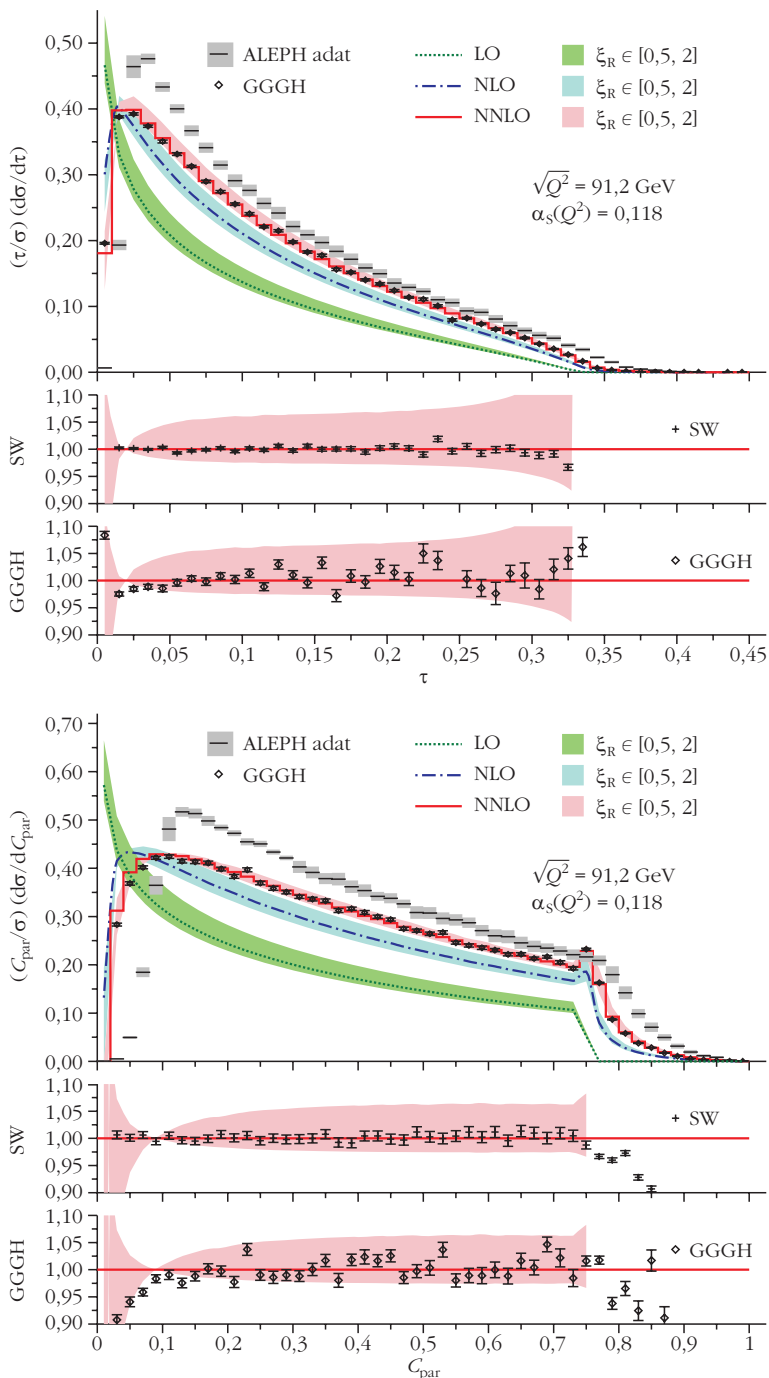 ALEPH adat
GGGH
LO
NLO
NNLO
ξR ∈ [0,5, 2]
ξR ∈ [0,5, 2]
ξR ∈ [0,5, 2]
√Q² = 91,2 GeV
αS(Q²) = 0,118
(τ/σ) (dσ/dτ)
0,50
0,40
0,30
0,20
0,10
0,00
SW
1,10
1,05
1,00
0,95
0,90
SW
GGGH
1,10
1,05
1,00
0,95
0,90
GGGH
0 0,05 0,1 0,15 0,2 0,25 0,3 0,35 0,4 0,45
τ
ALEPH adat
GGGH
LO
NLO
NNLO
ξR ∈ [0,5, 2]
ξR ∈ [0,5, 2]
ξR ∈ [0,5, 2]
√Q² = 91,2 GeV
αS(Q²) = 0,118
(Cpar/σ) (dσ/dCpar)
0,70
0,60
0,50
0,40
0,30
0,20
0,10
0,00
SW
1,10
1,05
1,00
0,95
0,90
SW
GGGH
1,10
1,05
1,00
0,95
0,90
GGGH
0 0,1 0,2 0,3 0,4 0,5 0,6 0,7 0,8 0,9 1
Cpar